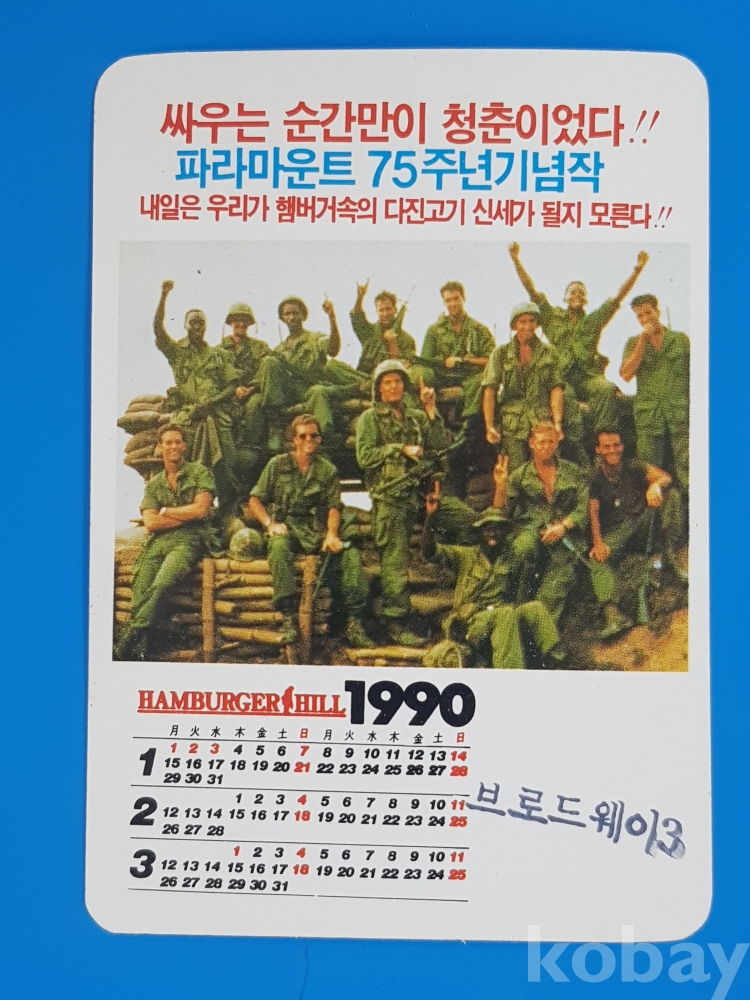 싸우는 순간만이 청춘이었다!!
파라마운트 75주년기념작
내일은 우리가 햄버거속의 다진고기 신세가 될지 모른다!!
HAMBURGER HILL 1990
月 火 水 木 金 土 日 月 火 水 木 金 土 日
1 2 3 4 5 6 7 8 9 10 11 12 13 14
1 15 16 17 18 19 20 21 22 23 24 25 26 27 28
29 30 31
1 2 3 4 5 6 7 8 9 10 11
2 12 13 14 15 16 17 18 19 20 21 22 23 24 25
26 27 28
브로드웨이3
1 2 3 4 5 6 7 8 9 10 11
3 12 13 14 15 16 17 18 19 20 21 22 23 24 25
26 27 28 29 30 31
kobay